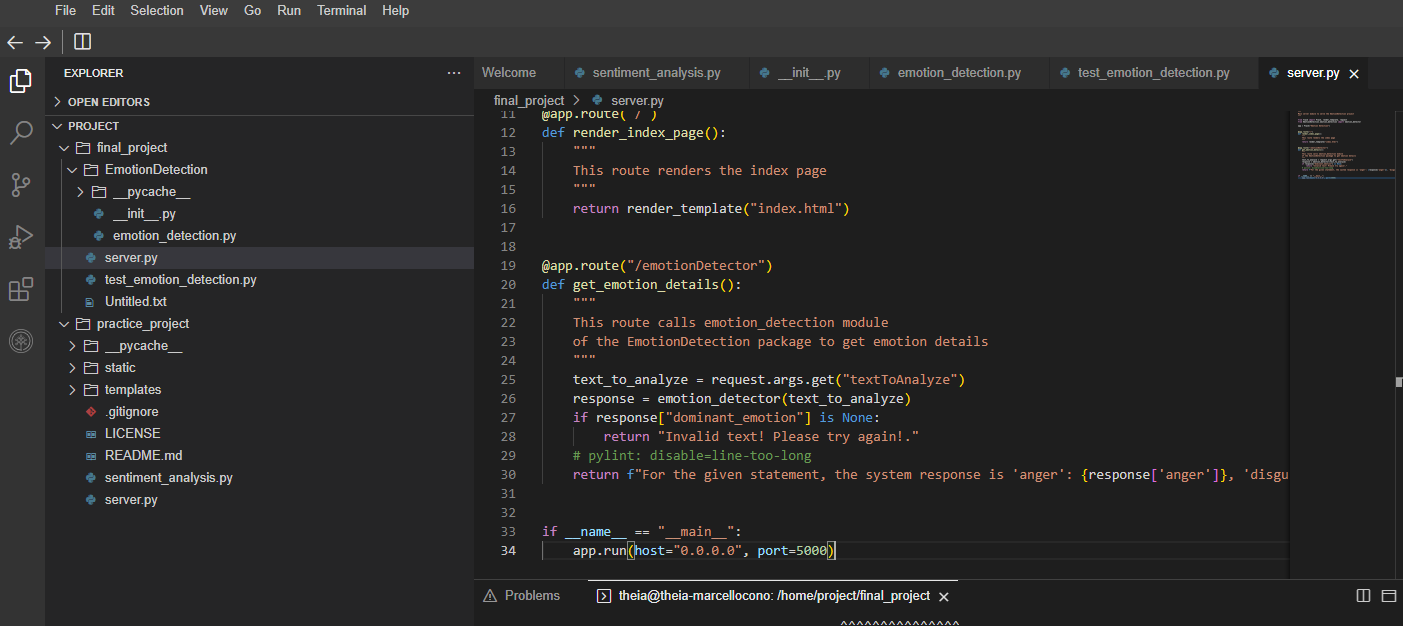 File Edit Selection View Go Run Terminal Help
EXPLORER
OPEN EDITORS
PROJECT
final_project
EmotionDetection
__pycache__
__init__.py
emotion_detection.py
server.py
test_emotion_detection.py
Untitled.txt
practice_project
__pycache__
static
templates
.gitignore
LICENSE
README.md
sentiment_analysis.py
server.py
Welcome sentiment_analysis.py __init__.py emotion_detection.py test_emotion_detection.py server.py
final_project > server.py
11 @app.route("/")
12 def render_index_page():
13 """
14 This route renders the index page
15 """
16 return render_template("index.html")
17
18
19 @app.route("/emotionDetector")
20 def get_emotion_details():
21 """
22 This route calls emotion_detection module
23 of the EmotionDetection package to get emotion details
24 """
25 text_to_analyze = request.args.get("textToAnalyze")
26 response = emotion_detector(text_to_analyze)
27 if response["dominant_emotion"] is None:
28 return "Invalid text! Please try again!."
29 # pylint: disable=line-too-long
30 return f"For the given statement, the system response is 'anger': {response['anger']}, 'disgu
31
32
33 if __name__ == "__main__":
34 app.run(host="0.0.0.0", port=5000)
Problems theia@theia-marcellocono: /home/project/final_project
^^^^^^^^^^^^^^^